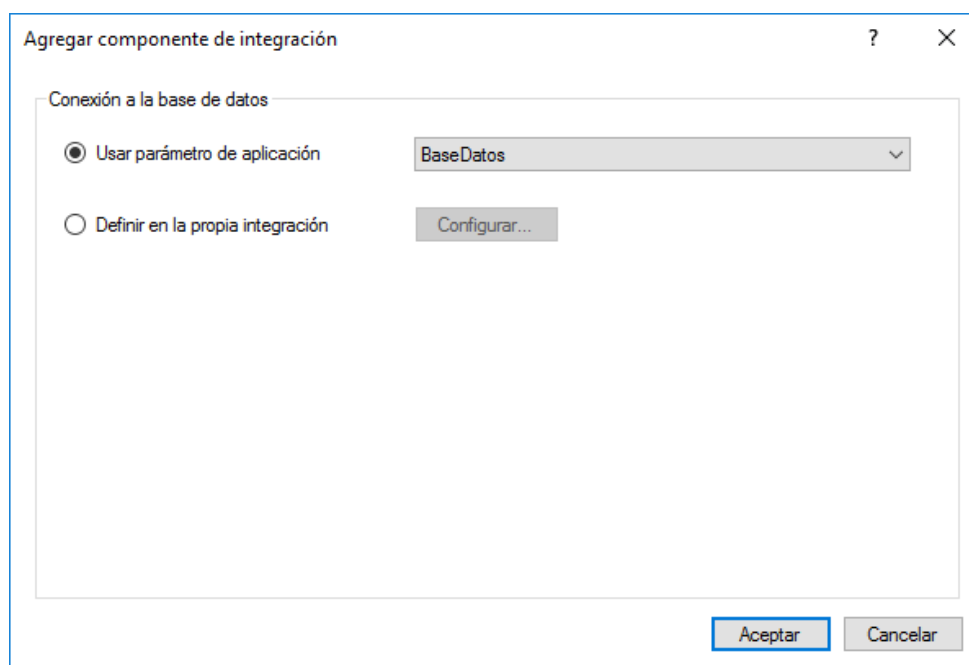 Agregar componente de integración ?
Conexión a la base de datos
Usar parámetro de aplicación BaseDatos
Definir en la propia integración Configurar...
Aceptar Cancelar